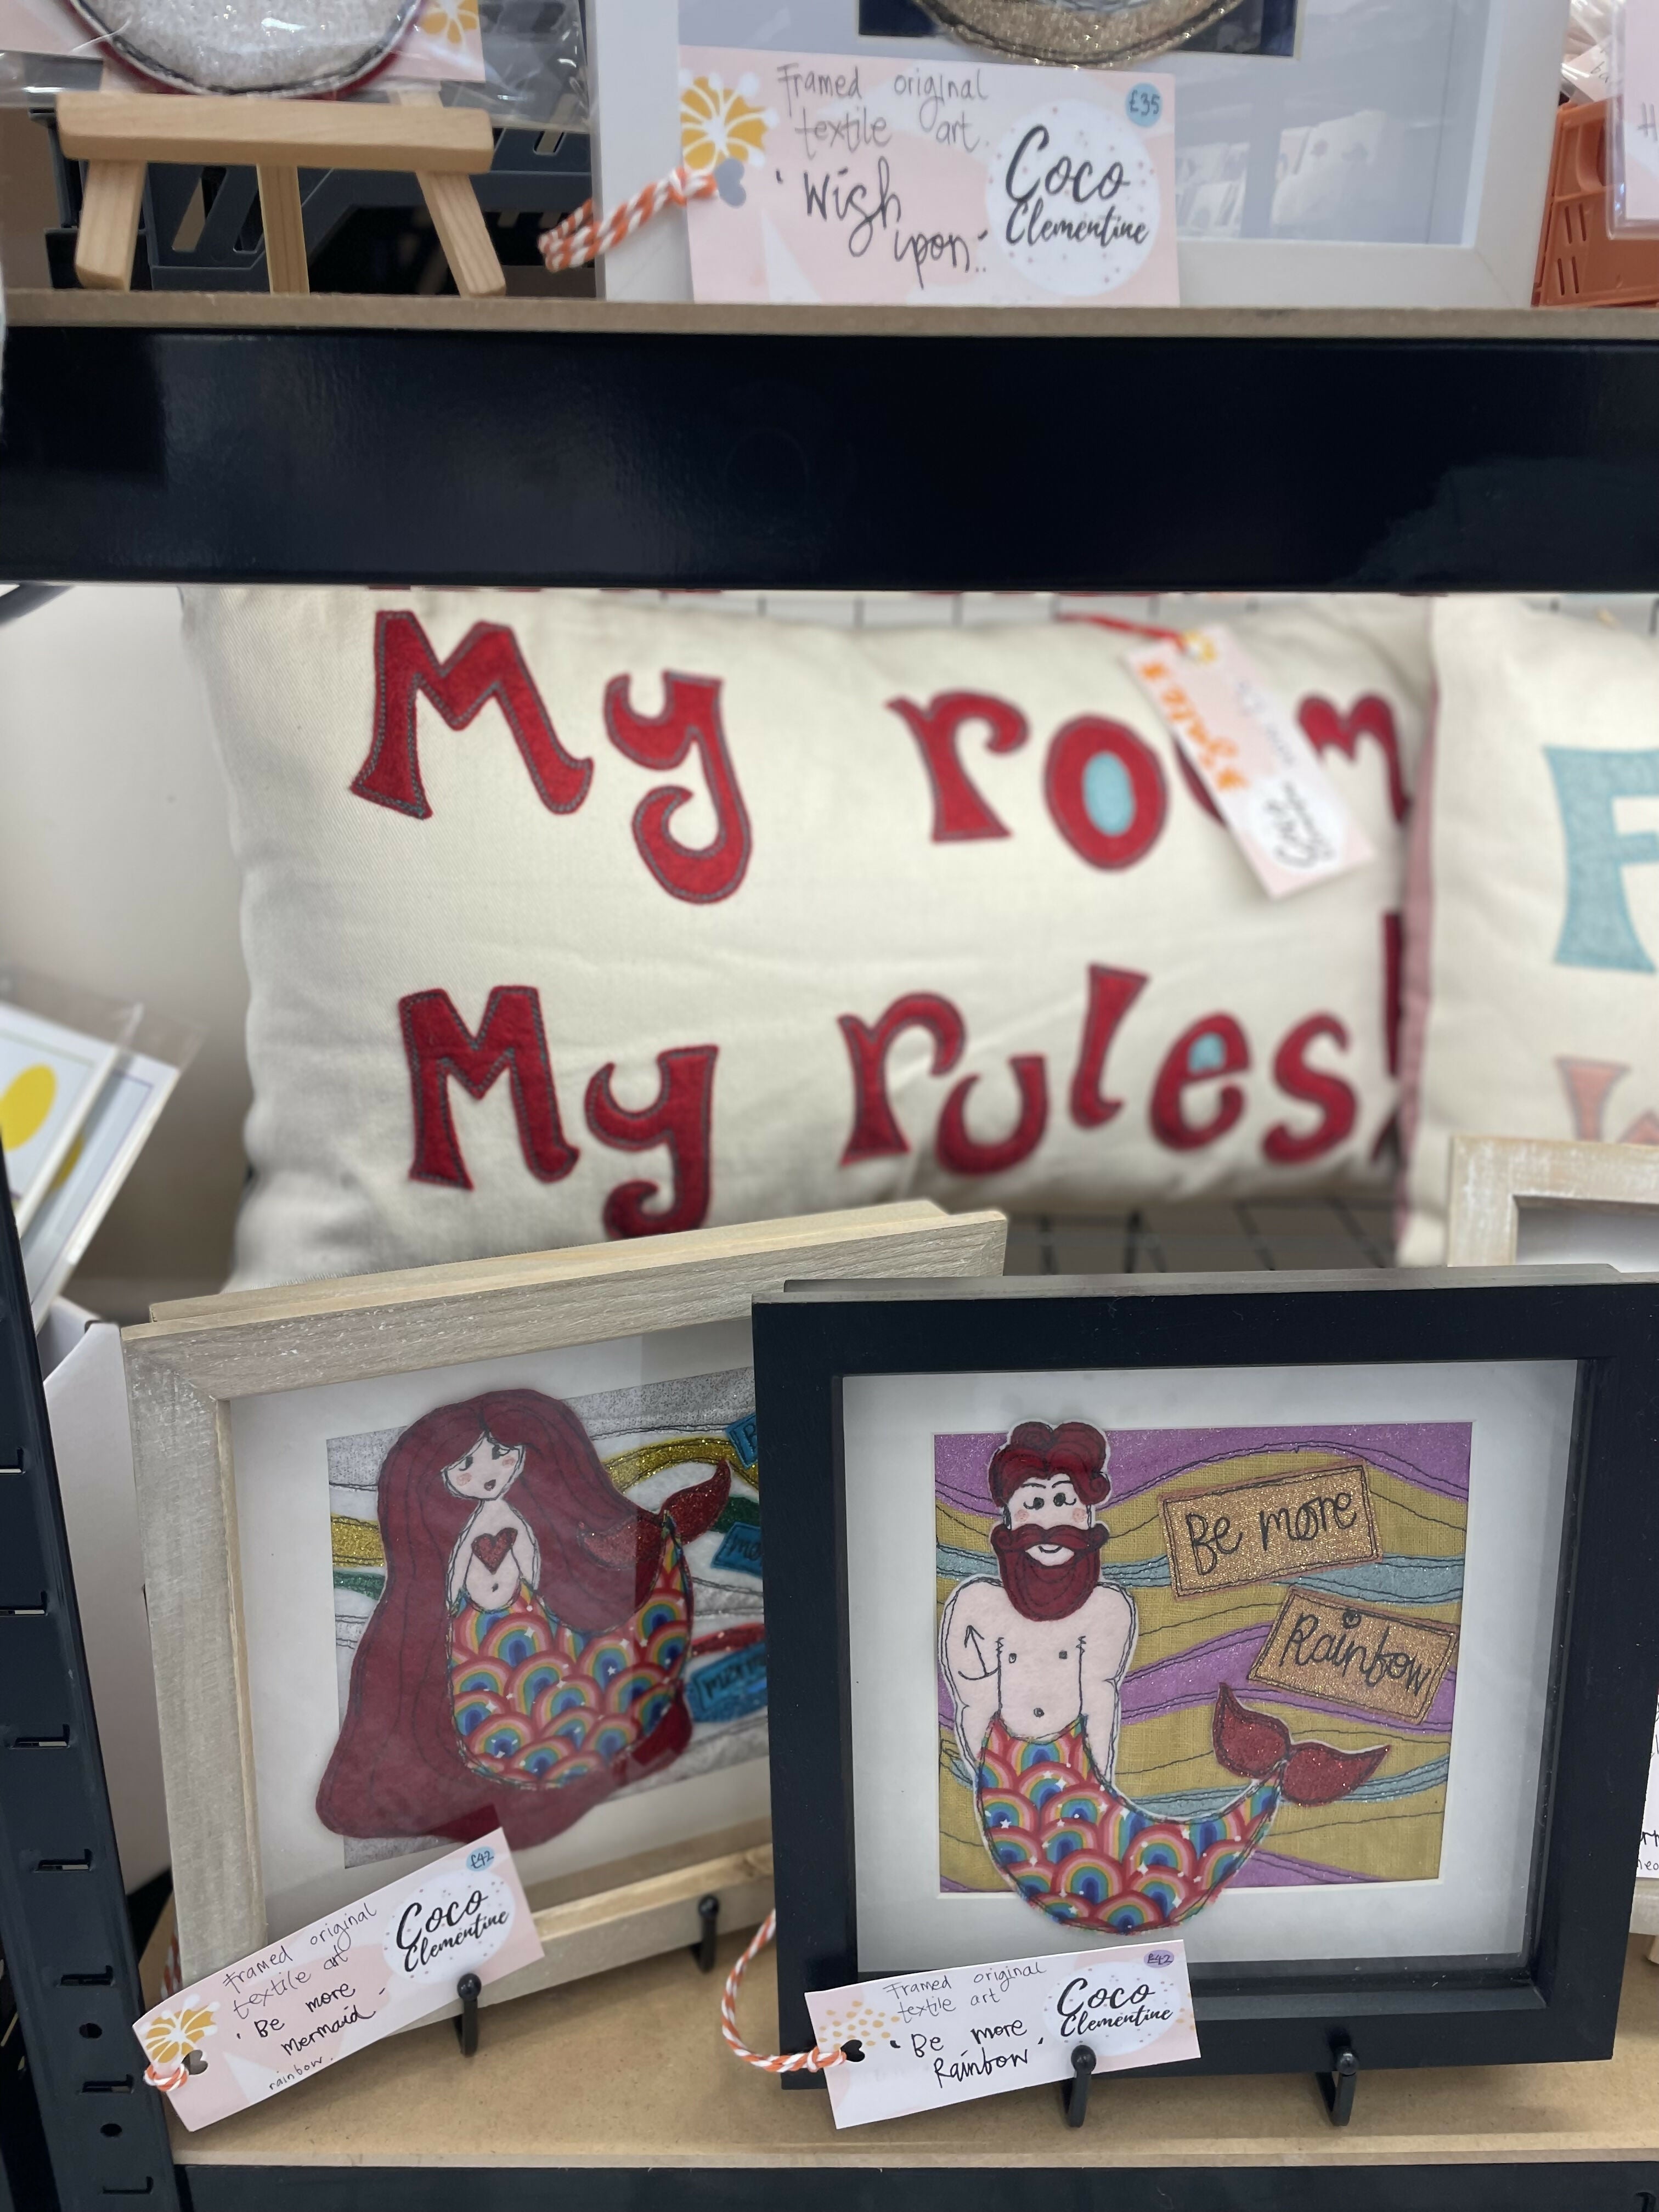 Framed original
textile art.
'Wish
upon..'
£35
Coco
Clementine
My room
My rules!
F
Be more
Rainbow
£42
Framed original
textile art
'Be more
Mermaid'
rainbow.
Coco
Clementine
£42
Framed original
textile art
'Be more
Rainbow'
Coco
Clementine